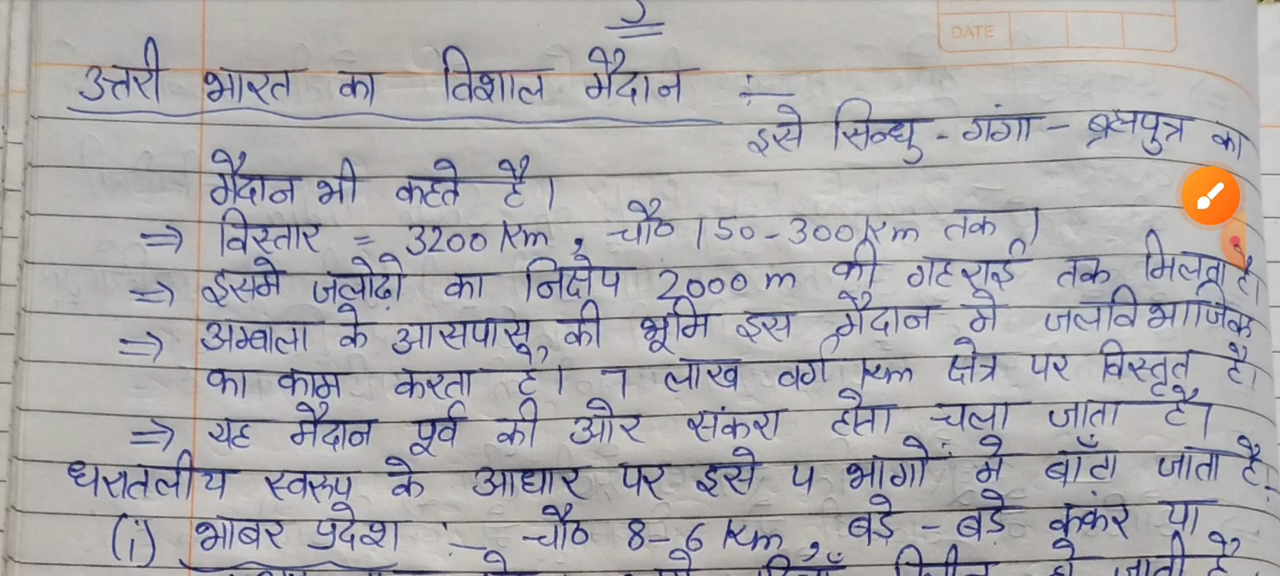 DATE
उत्तरी भारत का विशाल मैदान ÷
इसे सिन्धु - गंगा - ब्रह्मपुत्र का
मैदान भी कहते है।
⇒ विस्तार = 3200 Km, चौ० 150-300 Km तक।
⇒ इसमे जलोढ़ो का निक्षेप 2000 m की गहराई तक मिलता है।
⇒ अम्बाला के आसपास की भूमि इस मैदान मे जलविभाजक
का काम करता है। 7 लाख वर्ग Km क्षेत्र पर विस्तृत है।
⇒ यह मैदान पूर्व की ओर संकरा होता चला जाता है।
धरातलीय स्वरूप के आधार पर इसे 4 भागों मे बाँटा जाता है-
(i) भाबर प्रदेश :- चौ० 8-6 Km, बडे - बडे कंकर या
हो जाती है